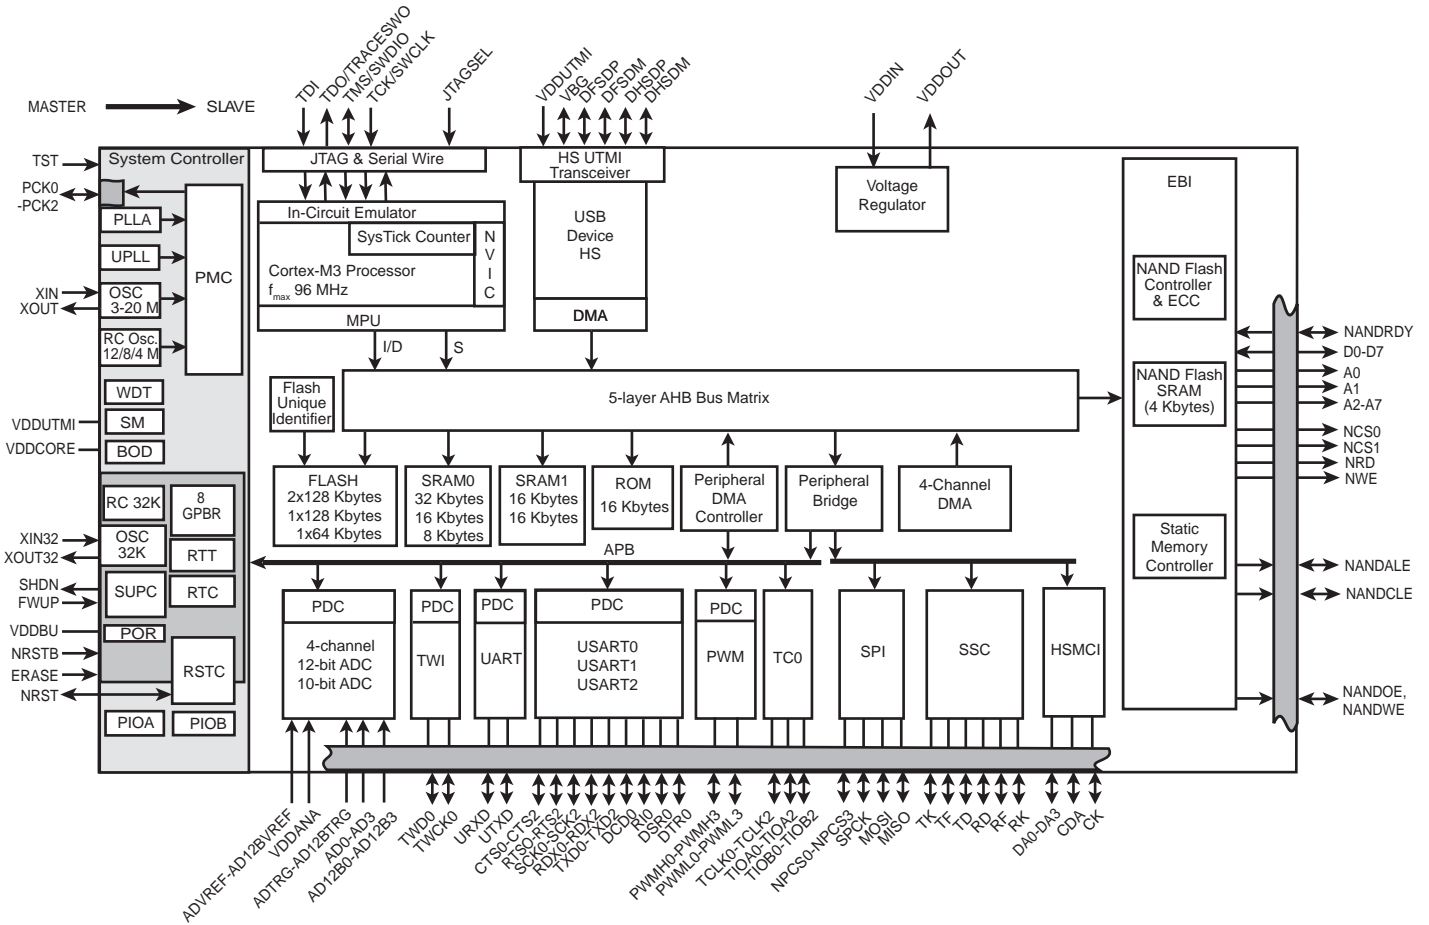 TDI
TDO/TRACESWO
TMS/SWDIO
TCK/SWCLK
JTAGSEL
VDDUTMI
VBG
DFSDP
DFSDM
DHSDP
DHSDM
VDDIN
VDDOUT
MASTER
SLAVE
TST
PCK0
-PCK2
XIN
XOUT
VDDUTMI
VDDCORE
XIN32
XOUT32
SHDN
FWUP
VDDBU
NRSTB
ERASE
NRST
System Controller
PLLA
UPLL
OSC
3-20 M
RC Osc.
12/8/4 M
PMC
WDT
SM
BOD
RC 32K
8
GPBR
OSC
32K
RTT
SUPC
RTC
POR
RSTC
PIOA
PIOB
JTAG & Serial Wire
In-Circuit Emulator
SysTick Counter
N
V
I
C
Cortex-M3 Processor
fmax 96 MHz
MPU
I/D
S
HS UTMI
Transceiver
USB
Device
HS
DMA
Voltage
Regulator
EBI
NAND Flash
Controller
& ECC
NAND Flash
SRAM
(4 Kbytes)
Static
Memory
Controller
NANDRDY
D0-D7
A0
A1
A2-A7
NCS0
NCS1
NRD
NWE
NANDALE
NANDCLE
NANDOE,
NANDWE
Flash
Unique
Identifier
5-layer AHB Bus Matrix
FLASH
2x128 Kbytes
1x128 Kbytes
1x64 Kbytes
SRAM0
32 Kbytes
16 Kbytes
8 Kbytes
SRAM1
16 Kbytes
16 Kbytes
ROM
16 Kbytes
Peripheral
DMA
Controller
Peripheral
Bridge
4-Channel
DMA
APB
PDC
4-channel
12-bit ADC
10-bit ADC
PDC
TWI
PDC
UART
PDC
USART0
USART1
USART2
PDC
PWM
TC0
SPI
SSC
HSMCI
ADVREF-AD12BVREF
VDDANA
ADTRG-AD12BTRG
AD0-AD3
AD12B0-AD12B3
TWD0
TWCK0
URXD
UTXD
CTS0-CTS2
RTSO-RTS2
SCK0-SCK2
RDX0-RDX2
TXD0-TXD2
DCD0
RI0
DSR0
DTR0
PWMH0-PWMH3
PWML0-PWML3
TCLK0-TCLK2
TIOA0-TIOA2
TIOB0-TIOB2
NPCS0-NPCS3
SPCK
MOSI
MISO
TK
TF
TD
RD
RF
RK
DA0-DA3
CDA
CK